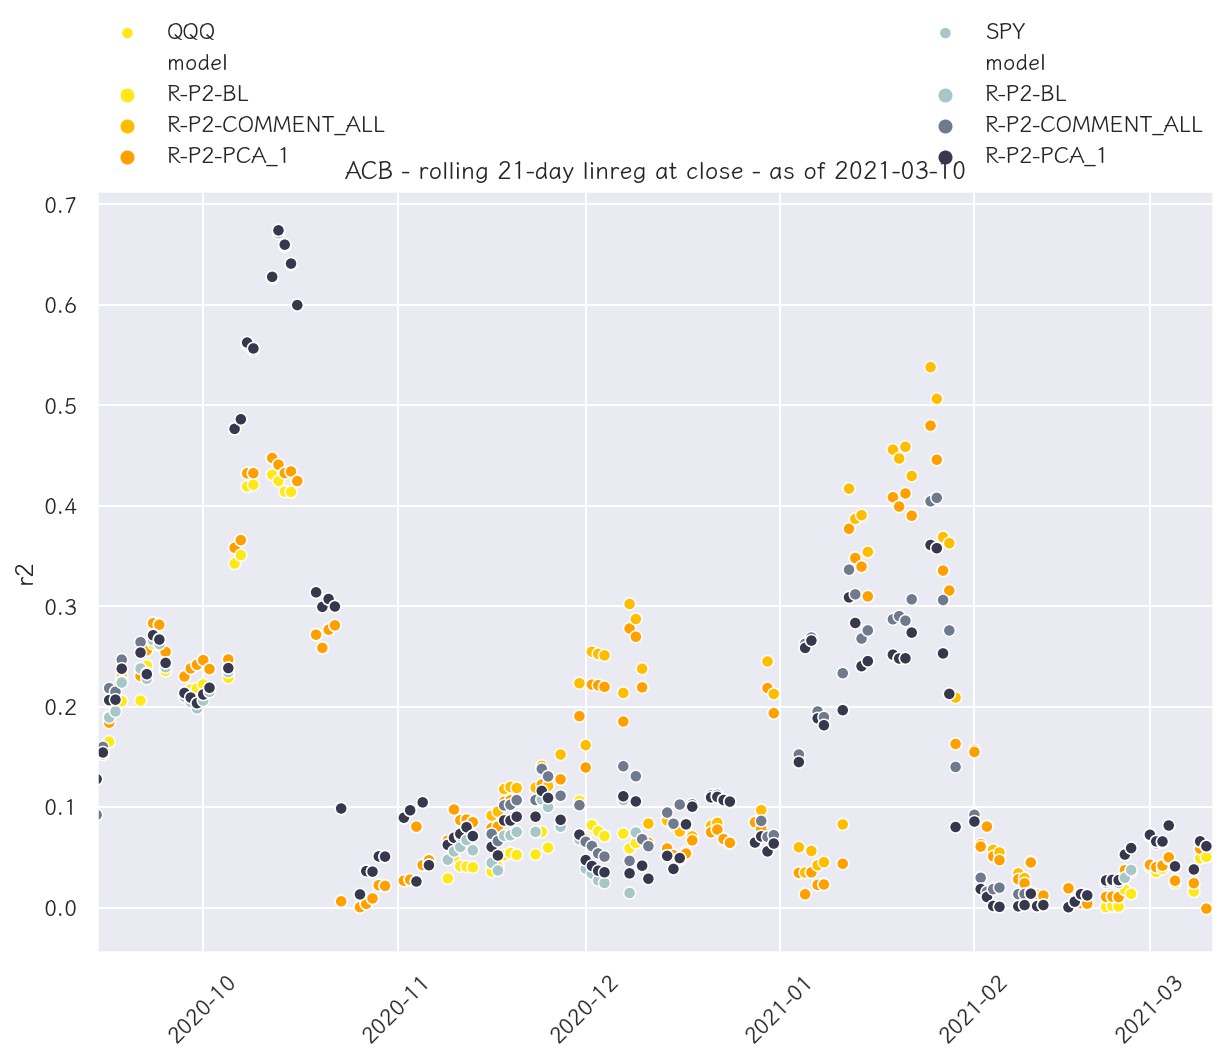 QQQ
model
R-P2-BL
R-P2-COMMENT_ALL
R-P2-PCA_1
SPY
model
R-P2-BL
R-P2-COMMENT_ALL
R-P2-PCA_1
ACB - rolling 21-day linreg at close - as of 2021-03-10
0.7
0.6
0.5
0.4
0.3
0.2
0.1
0.0
r2
2020-10
2020-11
2020-12
2021-01
2021-02
2021-03